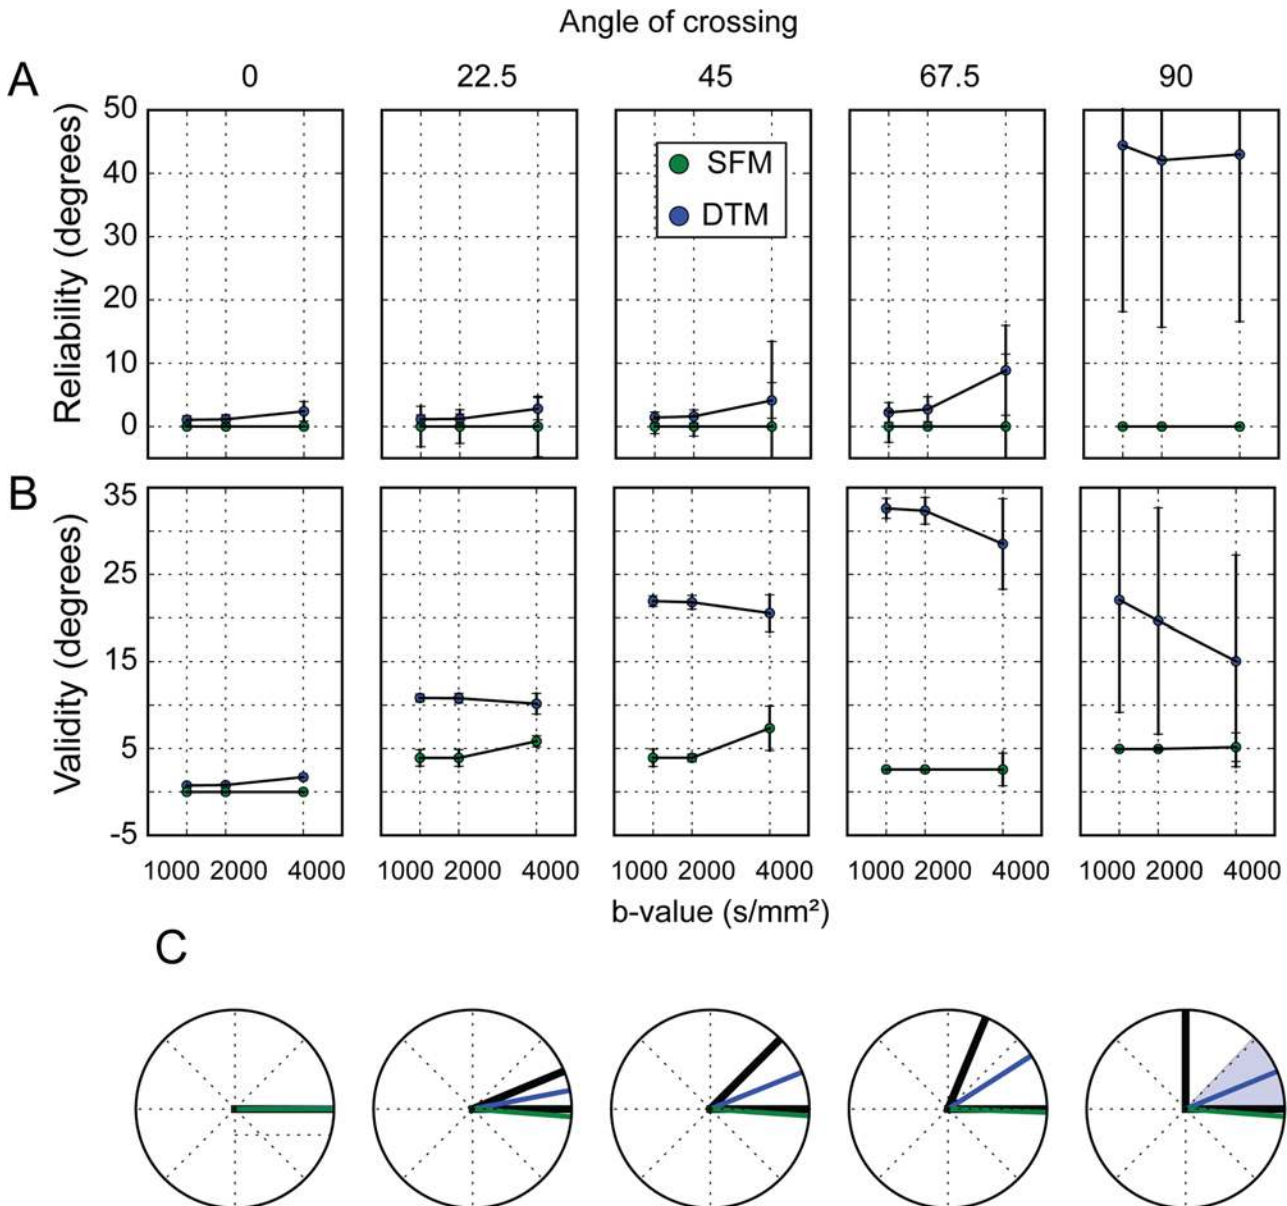 Angle of crossing
A
0 22.5 45 67.5 90
Reliability (degrees)
50
40
30
20
10
0
SFM
DTM
B
Validity (degrees)
35
25
15
5
-5
1000 2000 4000 1000 2000 4000 1000 2000 4000 1000 2000 4000 1000 2000 4000
b-value (s/mm²)
C